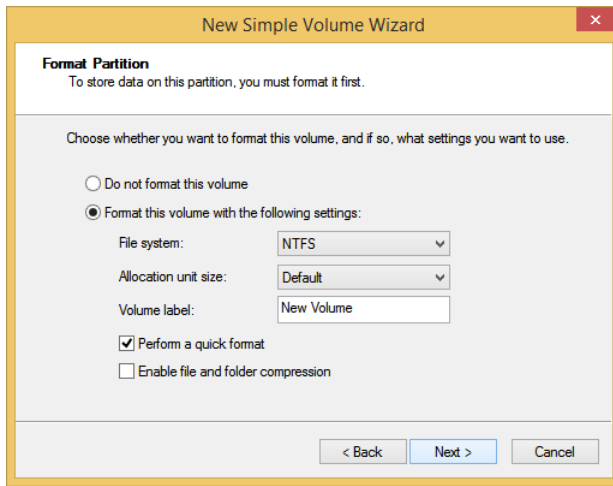 New Simple Volume Wizard
Format Partition
To store data on this partition, you must format it first.
Choose whether you want to format this volume, and if so, what settings you want to use.
Do not format this volume
Format this volume with the following settings:
File system: NTFS
Allocation unit size: Default
Volume label: New Volume
Perform a quick format
Enable file and folder compression
< Back Next > Cancel